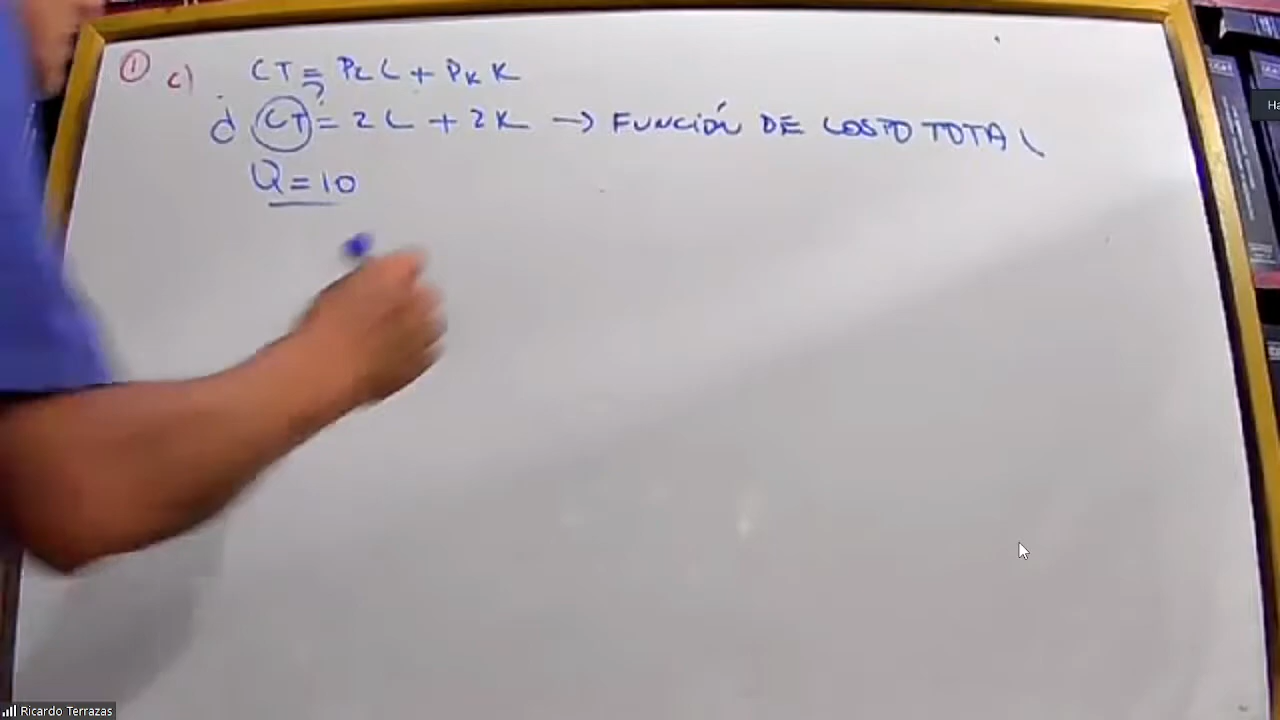 ① c) CT = PL L + PK K
¿ CT ? = 2L + 2K → FUNCIÓN DE COSTO TOTAL
Q = 10
Ricardo Terrazas